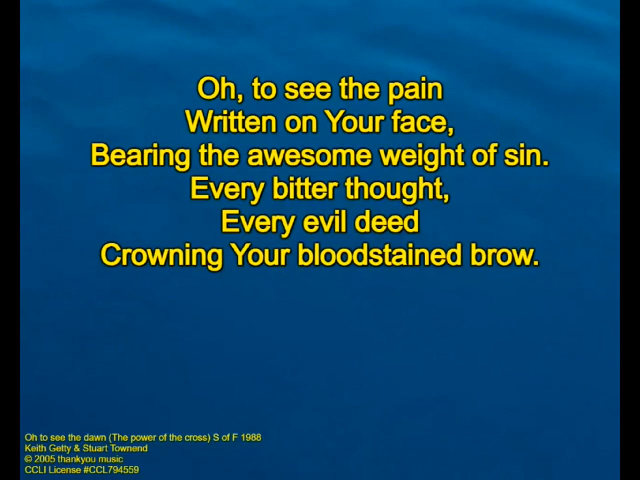 Oh, to see the pain
Written on Your face,
Bearing the awesome weight of sin.
Every bitter thought,
Every evil deed
Crowning Your bloodstained brow.
Oh to see the dawn (The power of the cross) S of F 1988
Keith Getty & Stuart Townend
© 2005 thankyou music
CCLI License #CCL794559